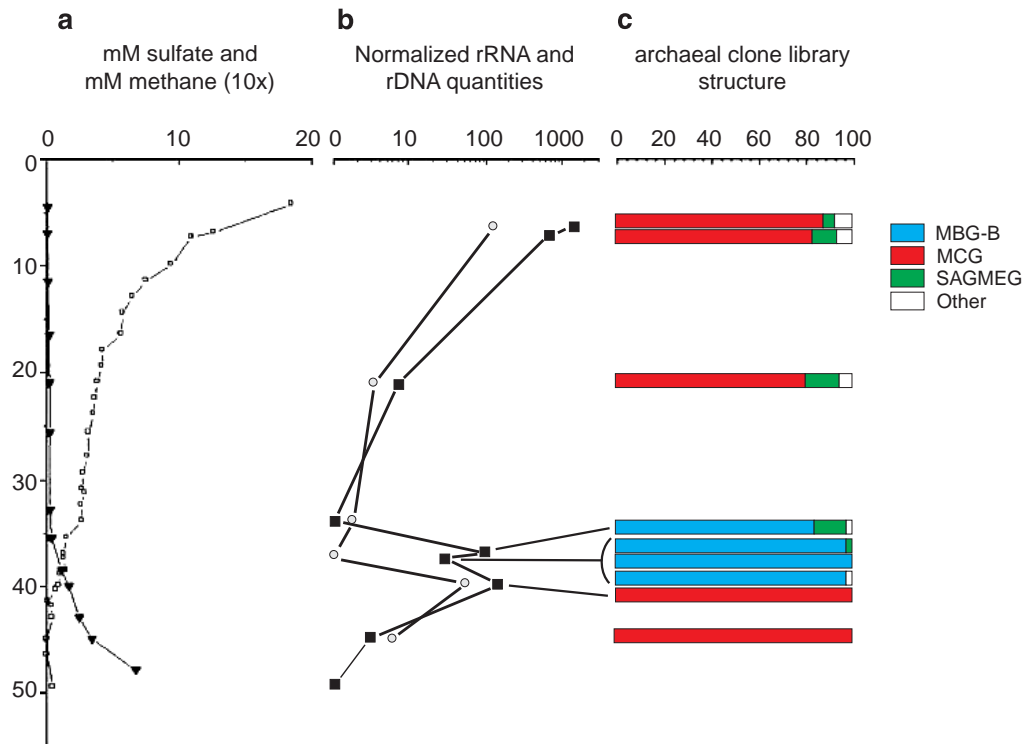 a
mM sulfate and
mM methane (10x)
0 10 20
0
10
20
30
40
50
b
Normalized rRNA and
rDNA quantities
0 10 100 1000
c
archaeal clone library
structure
0 20 40 60 80 100
MBG-B
MCG
SAGMEG
Other